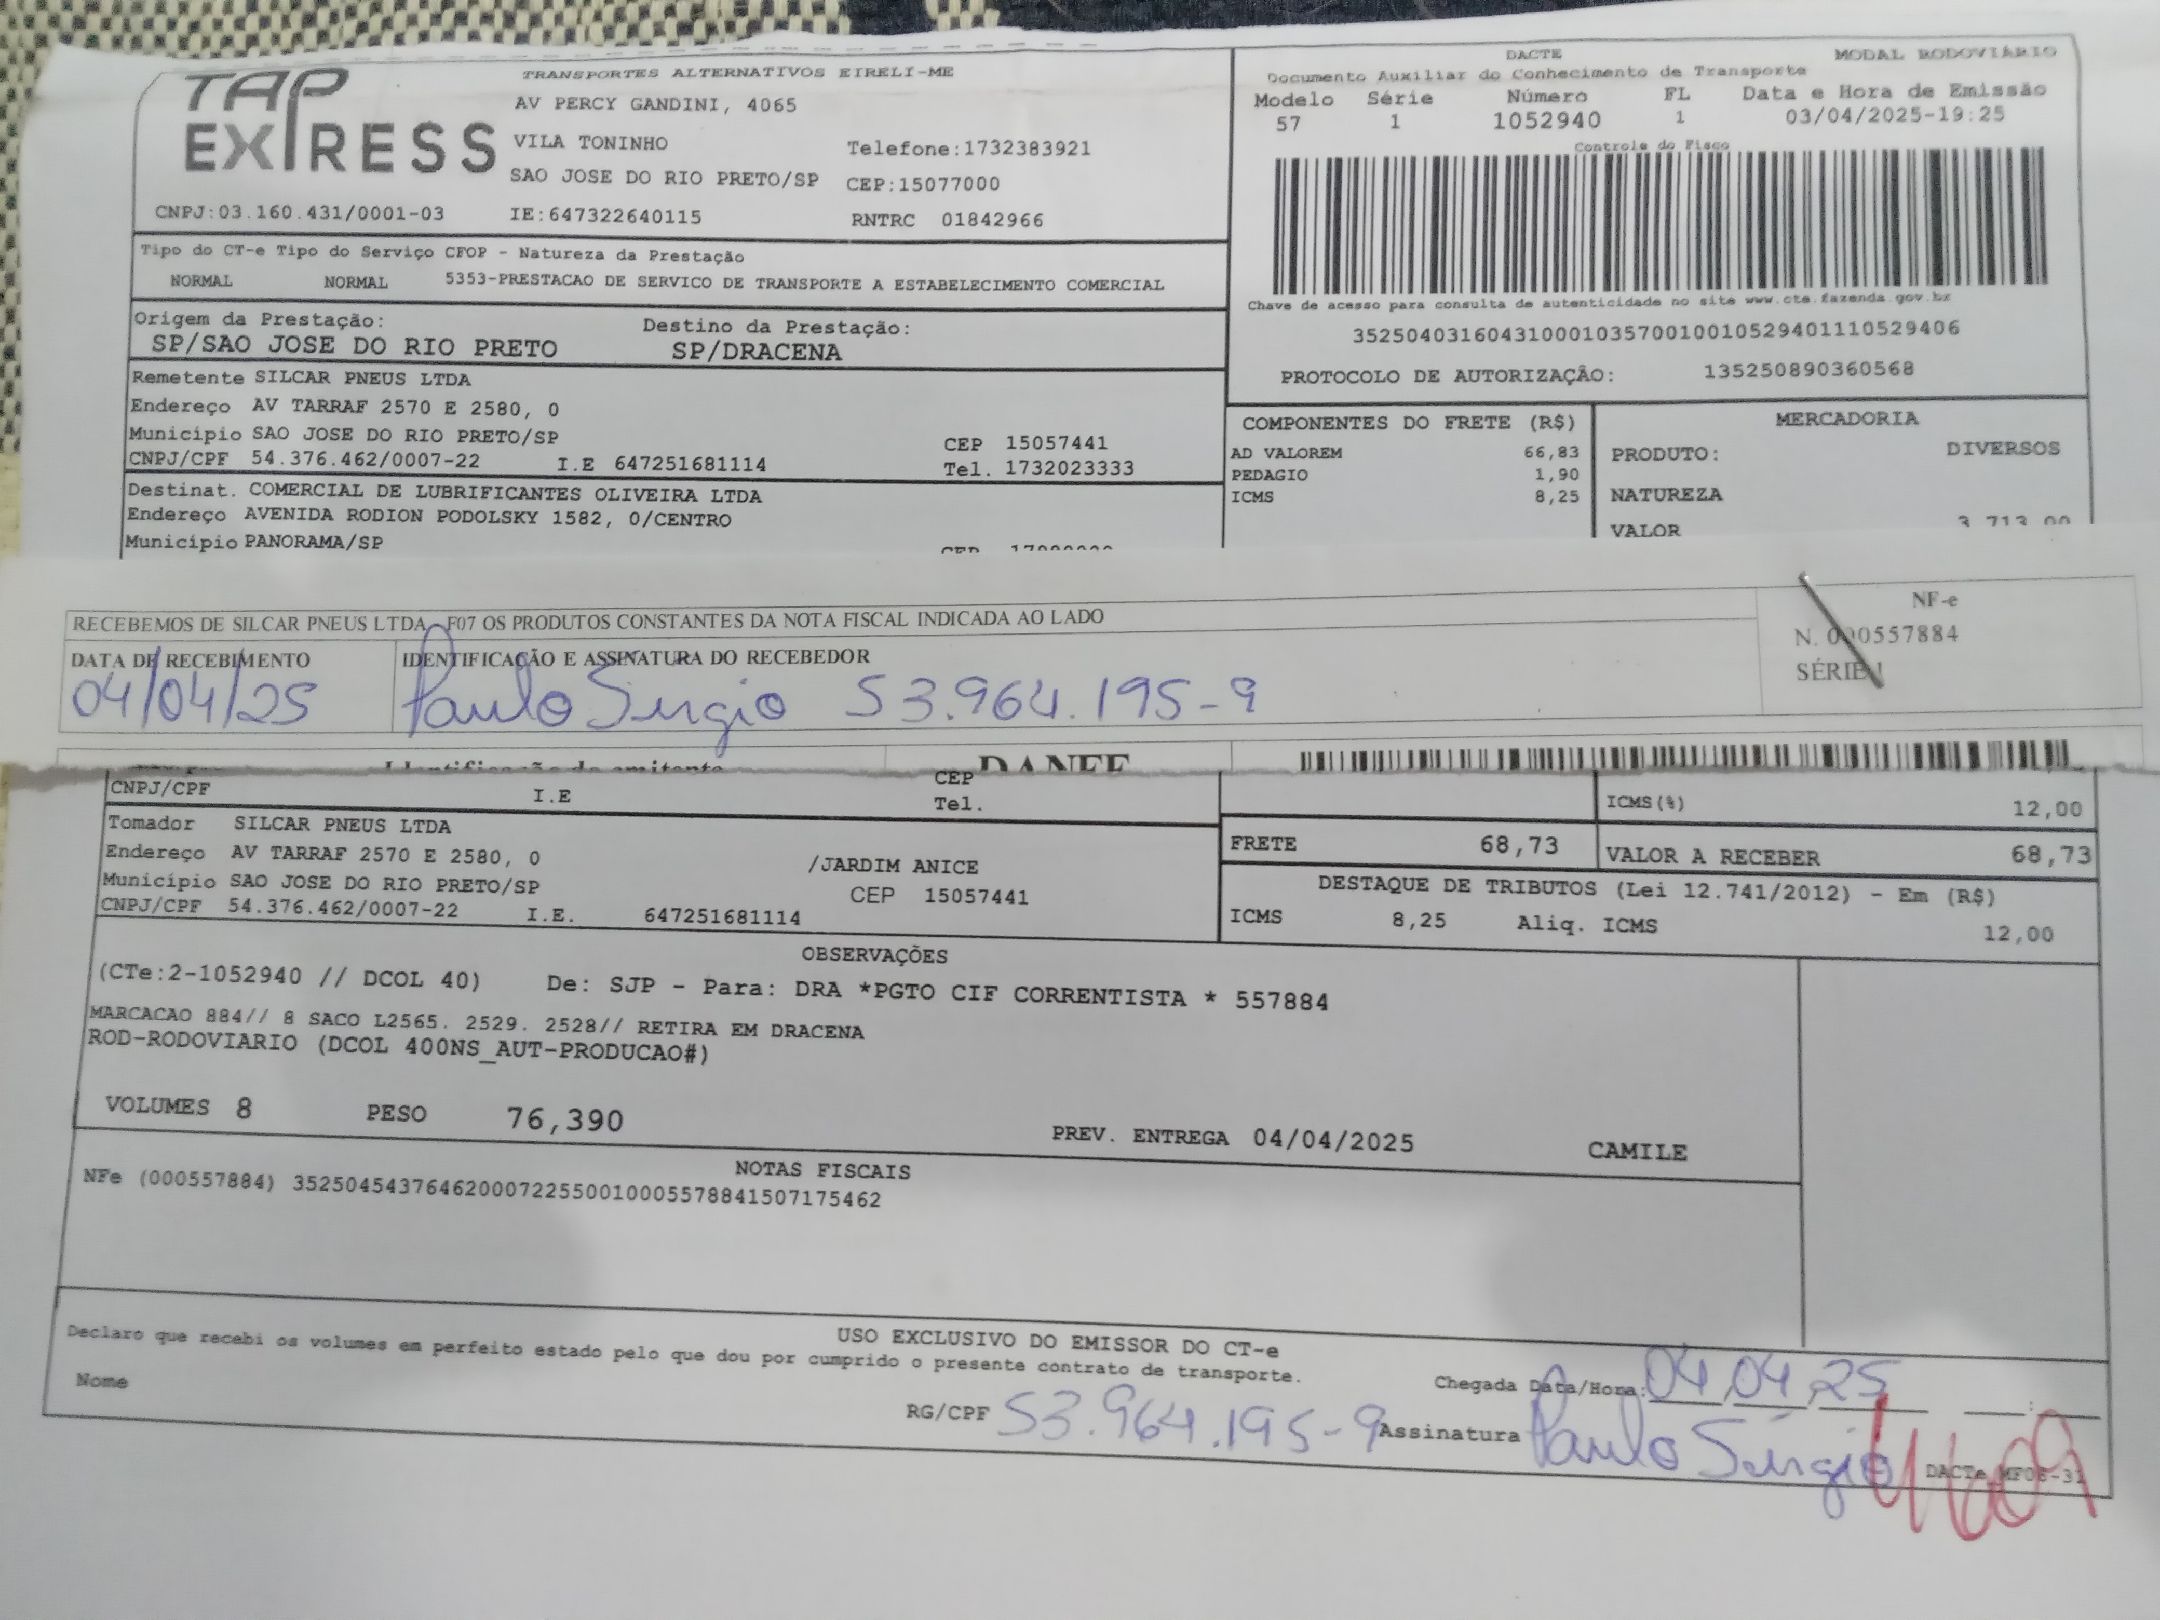 TAP EXPRESS
TRANSPORTES ALTERNATIVOS EIRELI-ME
AV PERCY GANDINI, 4065
VILA TONINHO Telefone:1732383921
SAO JOSE DO RIO PRETO/SP CEP:15077000
CNPJ:03.160.431/0001-03 IE:647322640115 RNTRC 01842966
DACTE MODAL RODOVIÁRIO
Documento Auxiliar do Conhecimento de Transporte
Modelo Série Número FL Data e Hora de Emissão
57 1 1052940 1 03/04/2025-19:25
Controle do Fisco
Chave de acesso para consulta de autenticidade no site www.cte.fazenda.gov.br
35250403160431000103570010010529401110529406
PROTOCOLO DE AUTORIZAÇÃO: 135250890360568
Tipo do CT-e Tipo do Serviço CFOP - Natureza da Prestação
NORMAL NORMAL 5353-PRESTACAO DE SERVICO DE TRANSPORTE A ESTABELECIMENTO COMERCIAL
Origem da Prestação: Destino da Prestação:
SP/SAO JOSE DO RIO PRETO SP/DRACENA
Remetente SILCAR PNEUS LTDA
Endereço AV TARRAF 2570 E 2580, 0
Município SAO JOSE DO RIO PRETO/SP CEP 15057441
CNPJ/CPF 54.376.462/0007-22 I.E 647251681114 Tel. 1732023333
Destinat. COMERCIAL DE LUBRIFICANTES OLIVEIRA LTDA
Endereço AVENIDA RODION PODOLSKY 1582, 0/CENTRO
Município PANORAMA/SP CEP
COMPONENTES DO FRETE (R$)
AD VALOREM 66,83
PEDAGIO 1,90
ICMS 8,25
MERCADORIA
PRODUTO: DIVERSOS
NATUREZA
VALOR 3.713,00
RECEBEMOS DE SILCAR PNEUS LTDA F07 OS PRODUTOS CONSTANTES DA NOTA FISCAL INDICADA AO LADO
DATA DE RECEBIMENTO IDENTIFICAÇÃO E ASSINATURA DO RECEBEDOR
04/04/25 Paulo Sergio 53.964.195-9
NF-e
N. 000557884
SÉRIE 1
Identificação do emitente DANFE
CNPJ/CPF I.E CEP
Tel.
ICMS(%) 12,00
Tomador SILCAR PNEUS LTDA
Endereço AV TARRAF 2570 E 2580, 0 /JARDIM ANICE
Município SAO JOSE DO RIO PRETO/SP CEP 15057441
CNPJ/CPF 54.376.462/0007-22 I.E. 647251681114
FRETE 68,73 VALOR A RECEBER 68,73
DESTAQUE DE TRIBUTOS (Lei 12.741/2012) - Em (R$)
ICMS 8,25 Aliq. ICMS 12,00
OBSERVAÇÕES
(CTe:2-1052940 // DCOL 40) De: SJP - Para: DRA *PGTO CIF CORRENTISTA * 557884
MARCACAO 884// 8 SACO L2565. 2529. 2528// RETIRA EM DRACENA
ROD-RODOVIARIO (DCOL 400NS_AUT-PRODUCAO#)
VOLUMES 8 PESO 76,390 PREV. ENTREGA 04/04/2025 CAMILE
NOTAS FISCAIS
NFe (000557884) 35250454376462000722550010005578841507175462
USO EXCLUSIVO DO EMISSOR DO CT-e
Declaro que recebi os volumes em perfeito estado pelo que dou por cumprido o presente contrato de transporte.
Nome Chegada Data/Hora: 04 04 25 :
RG/CPF 53.964.195-9 Assinatura Paulo Sérgio